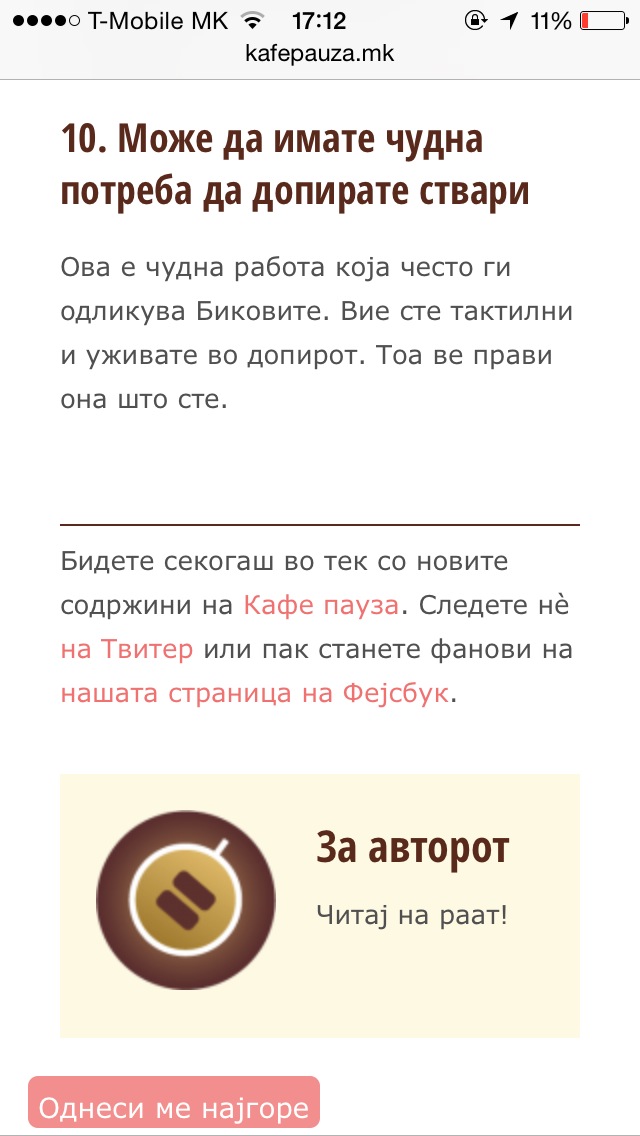 T-Mobile MK 17:12 11%
kafepauza.mk
10. Може да имате чудна
потреба да допирате ствари
Ова е чудна работа која често ги
одликува Биковите. Вие сте тактилни
и уживате во допирот. Тоа ве прави
она што сте.
Бидете секогаш во тек со новите
содржини на Кафе пауза. Следете нѐ
на Твитер или пак станете фанови на
нашата страница на Фејсбук.
За авторот
Читај на раат!
Однеси ме најгоре